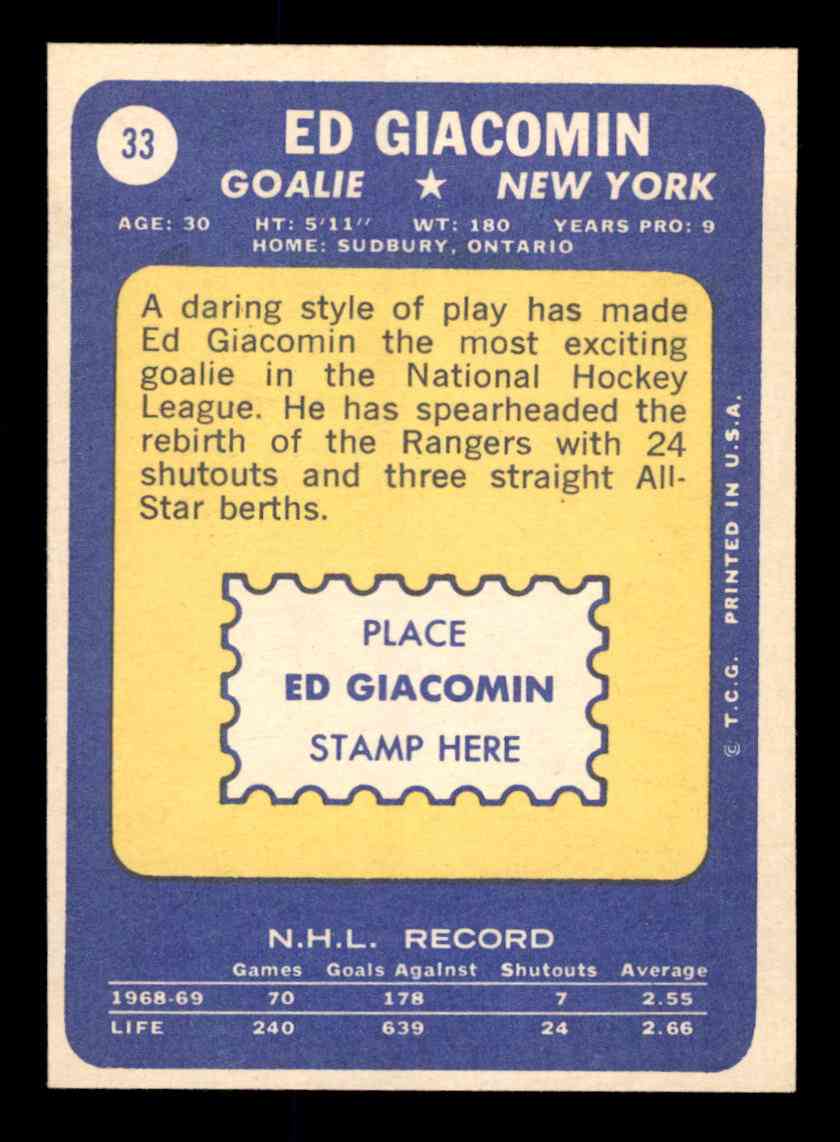 33
ED GIACOMIN
GOALIE ★ NEW YORK
AGE: 30 HT: 5'11" WT: 180 YEARS PRO: 9
HOME: SUDBURY, ONTARIO
A daring style of play has made
Ed Giacomin the most exciting
goalie in the National Hockey
League. He has spearheaded the
rebirth of the Rangers with 24
shutouts and three straight All-
Star berths.
PLACE
ED GIACOMIN
STAMP HERE
© T.C.G. PRINTED IN U.S.A.
N.H.L. RECORD
Games Goals Against Shutouts Average
1968-69 70 178 7 2.55
LIFE 240 639 24 2.66